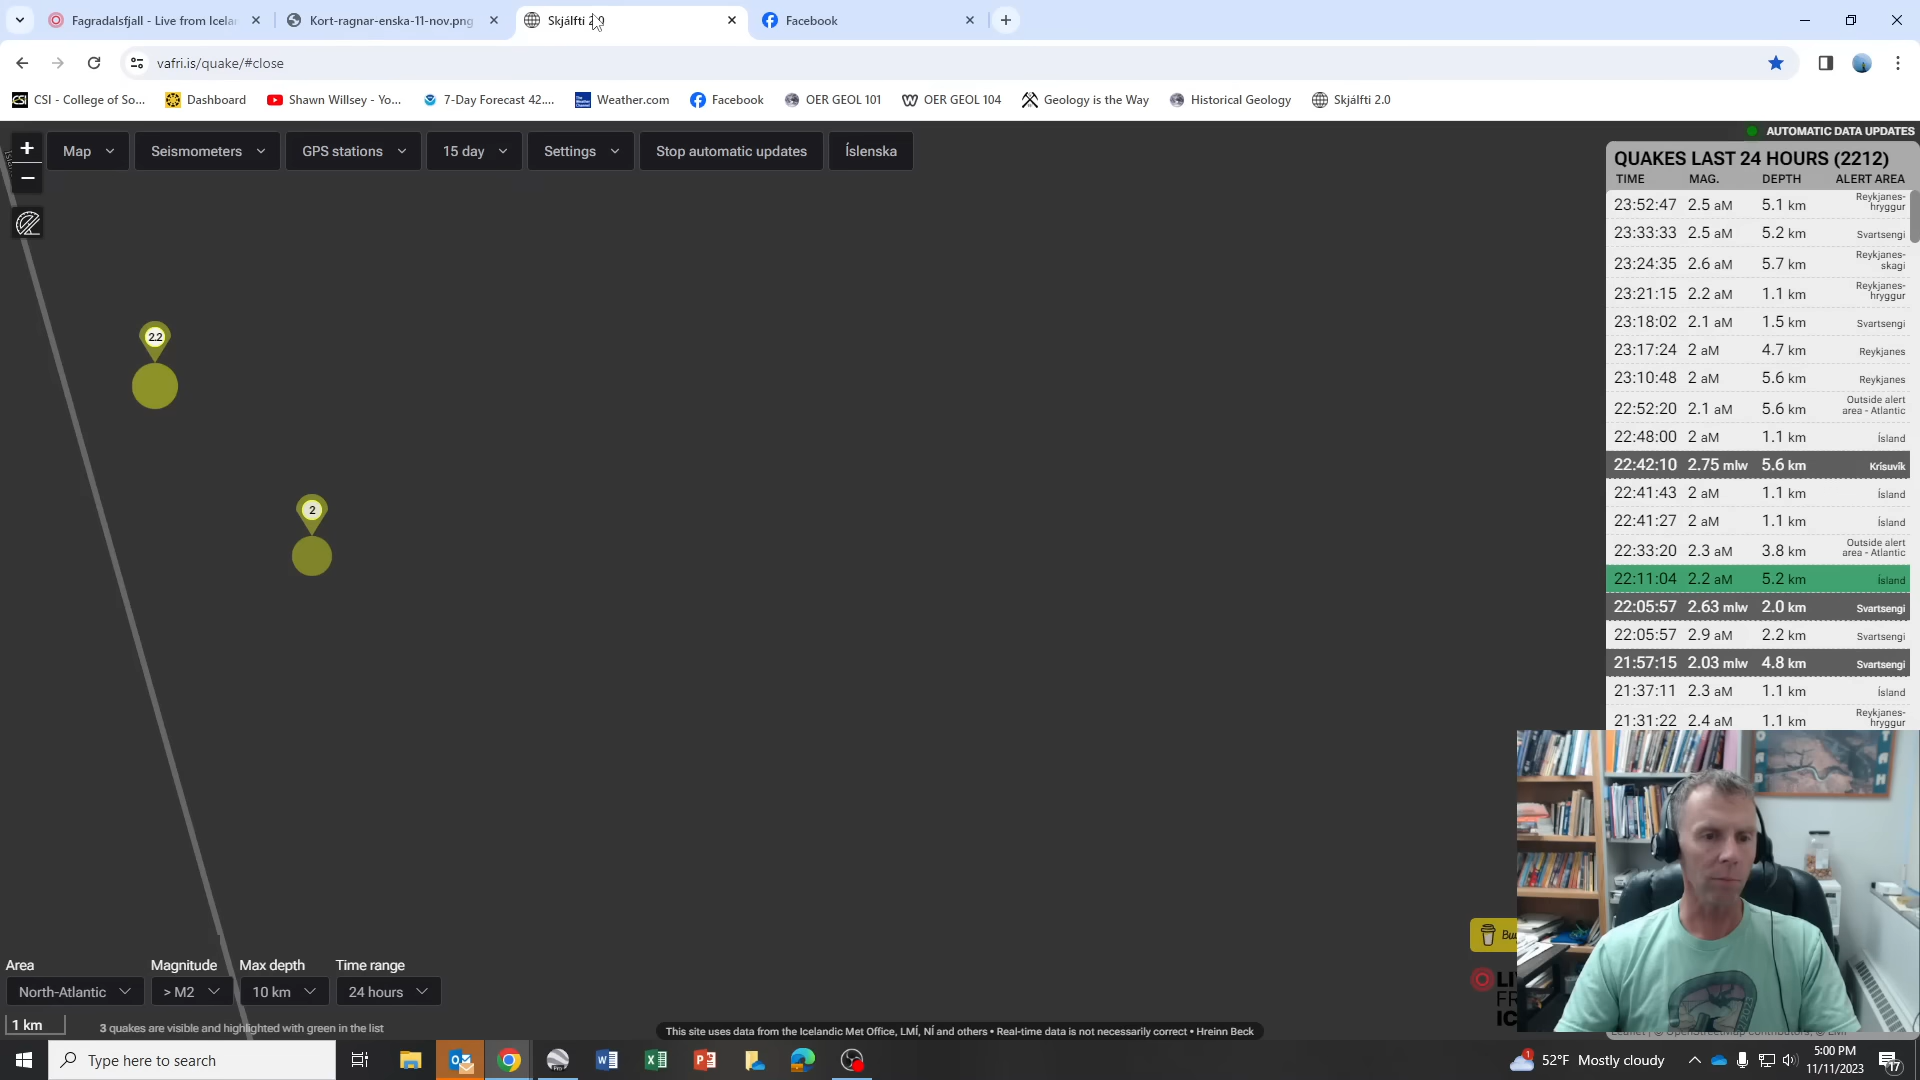 Fagradalsfjall - Live from Icelan
Kort-ragnar-enska-11-nov.png
Skjálfti 2.0
Facebook
vafri.is/quake/#close
CSI - College of So...
Dashboard
Shawn Willsey - Yo...
7-Day Forecast 42....
Weather.com
Facebook
OER GEOL 101
OER GEOL 104
Geology is the Way
Historical Geology
Skjálfti 2.0
AUTOMATIC DATA UPDATES
+
−
Map
Seismometers
GPS stations
15 day
Settings
Stop automatic updates
Íslenska
QUAKES LAST 24 HOURS (2212)
TIME MAG. DEPTH ALERT AREA
23:52:47 2.5 aM 5.1 km Reykjanes-
hryggur
23:33:33 2.5 aM 5.2 km Svartsengi
23:24:35 2.6 aM 5.7 km Reykjanes-
skagi
23:21:15 2.2 aM 1.1 km Reykjanes-
hryggur
23:18:02 2.1 aM 1.5 km Svartsengi
23:17:24 2 aM 4.7 km Reykjanes
23:10:48 2 aM 5.6 km Reykjanes
22:52:20 2.1 aM 5.6 km Outside alert
area - Atlantic
22:48:00 2 aM 1.1 km Ísland
22:42:10 2.75 mlw 5.6 km Krísuvík
22:41:43 2 aM 1.1 km Ísland
22:41:27 2 aM 1.1 km Ísland
22:33:20 2.3 aM 3.8 km Outside alert
area - Atlantic
22:11:04 2.2 aM 5.2 km Ísland
22:05:57 2.63 mlw 2.0 km Svartsengi
22:05:57 2.9 aM 2.2 km Svartsengi
21:57:15 2.03 mlw 4.8 km Svartsengi
21:37:11 2.3 aM 1.1 km Ísland
21:31:22 2.4 aM 1.1 km Reykjanes-
hryggur
2.2
2
Area Magnitude Max depth Time range
North-Atlantic > M2 10 km 24 hours
1 km
3 quakes are visible and highlighted with green in the list
This site uses data from the Icelandic Met Office, LMÍ, NÍ and others • Real-time data is not necessarily correct • Hreinn Beck
Type here to search
52°F Mostly cloudy
5:00 PM
11/11/2023
17